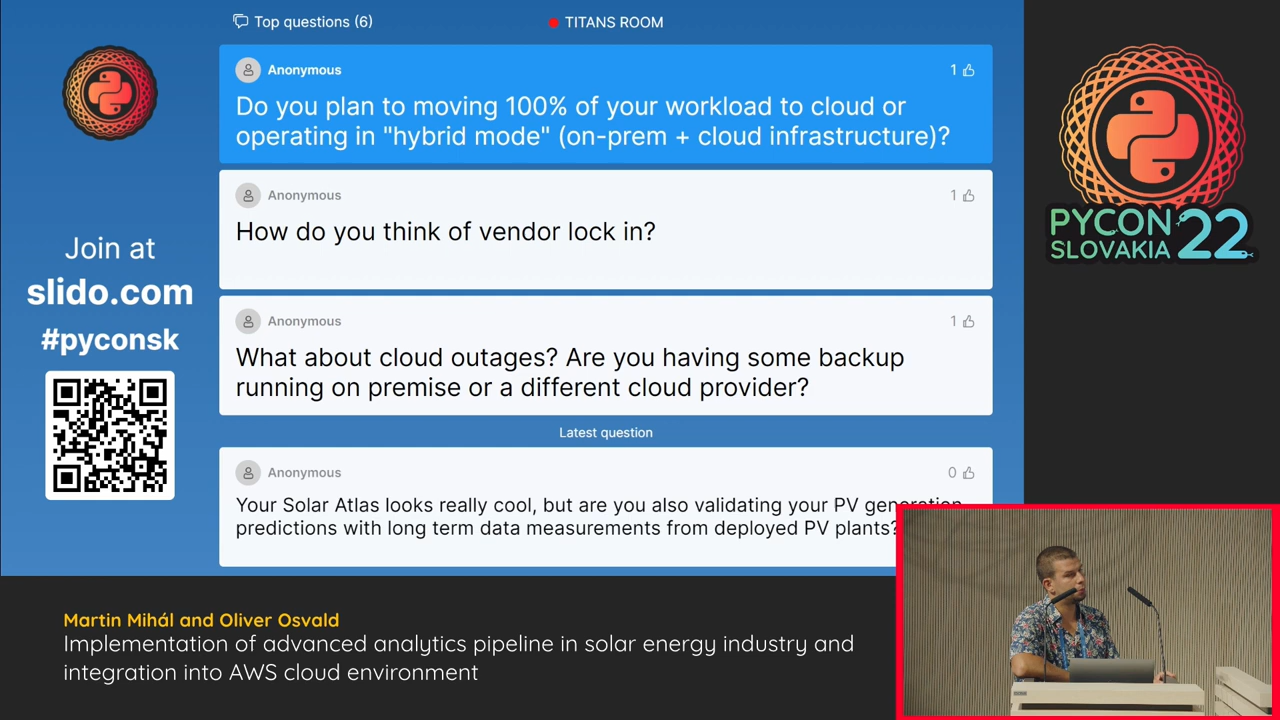 Top questions (6)
TITANS ROOM
Anonymous
1
Do you plan to moving 100% of your workload to cloud or
operating in "hybrid mode" (on-prem + cloud infrastructure)?
Anonymous
1
How do you think of vendor lock in?
Anonymous
1
What about cloud outages? Are you having some backup
running on premise or a different cloud provider?
Latest question
Anonymous
0
Your Solar Atlas looks really cool, but are you also validating your PV generation
predictions with long term data measurements from deployed PV plants?
Join at
slido.com
#pyconsk
PYCON
SLOVAKIA
22
Martin Mihál and Oliver Osvald
Implementation of advanced analytics pipeline in solar energy industry and
integration into AWS cloud environment